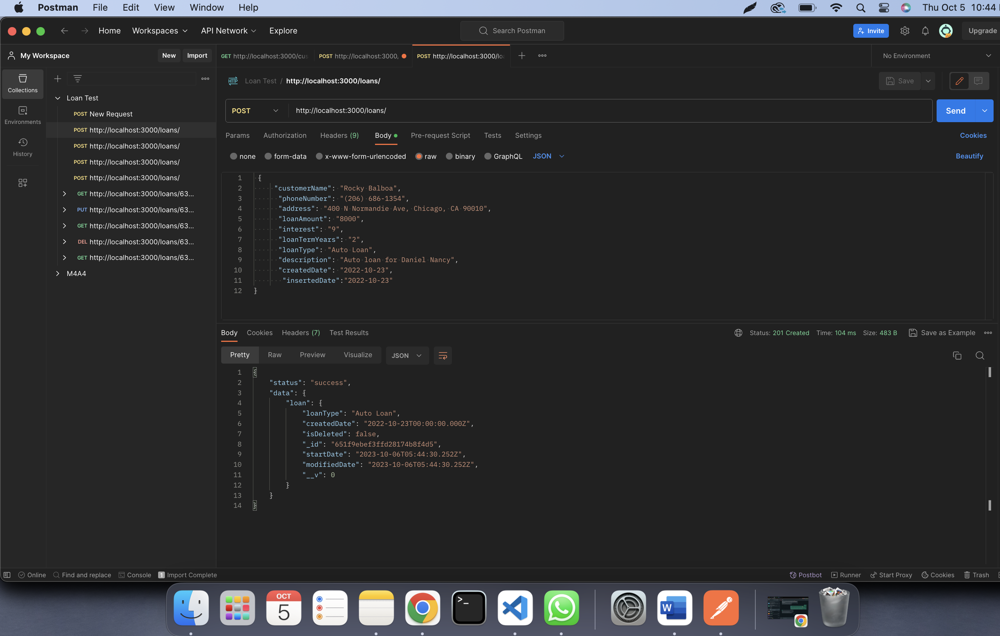 Postman File Edit View Window Help Thu Oct 5 10:44
Home Workspaces API Network Explore Search Postman Invite Upgrade
My Workspace New Import
GET http://localhost:3000/cus POST http://localhost:3000, POST http://localhost:3000/loa No Environment
Collections
Environments
History
Loan Test
POST New Request
POST http://localhost:3000/loans/
POST http://localhost:3000/loans/
POST http://localhost:3000/loans/
POST http://localhost:3000/loans/
GET http://localhost:3000/loans/63...
PUT http://localhost:3000/loans/63...
GET http://localhost:3000/loans/63...
DEL http://localhost:3000/loans/63...
GET http://localhost:3000/loans/63...
M4A4
HTTP Loan Test / http://localhost:3000/loans/ Save
POST http://localhost:3000/loans/ Send
Params Authorization Headers (9) Body Pre-request Script Tests Settings Cookies
none form-data x-www-form-urlencoded raw binary GraphQL JSON Beautify
1 {
2 "customerName": "Rocky Balboa",
3 "phoneNumber": "(206) 686-1354",
4 "address": "400 N Normandie Ave, Chicago, CA 90010",
5 "loanAmount": "8000",
6 "interest": "9",
7 "loanTermYears": "2",
8 "loanType": "Auto Loan",
9 "description": "Auto loan for Daniel Nancy",
10 "createdDate": "2022-10-23",
11 "insertedDate":"2022-10-23"
12 }
Body Cookies Headers (7) Test Results Status: 201 Created Time: 104 ms Size: 483 B Save as Example
Pretty Raw Preview Visualize JSON
1 {
2 "status": "success",
3 "data": {
4 "loan": {
5 "loanType": "Auto Loan",
6 "createdDate": "2022-10-23T00:00:00.000Z",
7 "isDeleted": false,
8 "_id": "651f9ebef3ffd28174b8f4d5",
9 "startDate": "2023-10-06T05:44:30.252Z",
10 "modifiedDate": "2023-10-06T05:44:30.252Z",
11 "__v": 0
12 }
13 }
14 }
Online Find and replace Console 1 Import Complete Postbot Runner Start Proxy Cookies Trash
OCT
5
>_
W